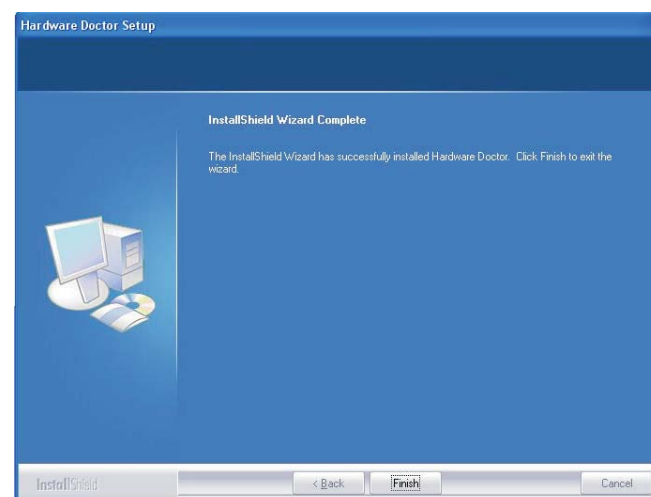 Hardware Doctor Setup
InstallShield Wizard Complete
The InstallShield Wizard has successfully installed Hardware Doctor. Click Finish to exit the
wizard.
InstallShield
< Back
Finish
Cancel